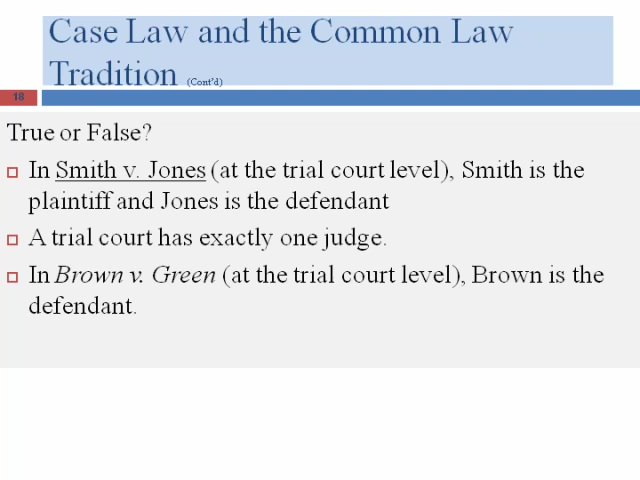 Case Law and the Common Law
Tradition (Cont'd)
18
True or False?
In Smith v. Jones (at the trial court level), Smith is the
plaintiff and Jones is the defendant
A trial court has exactly one judge.
In Brown v. Green (at the trial court level), Brown is the
defendant.